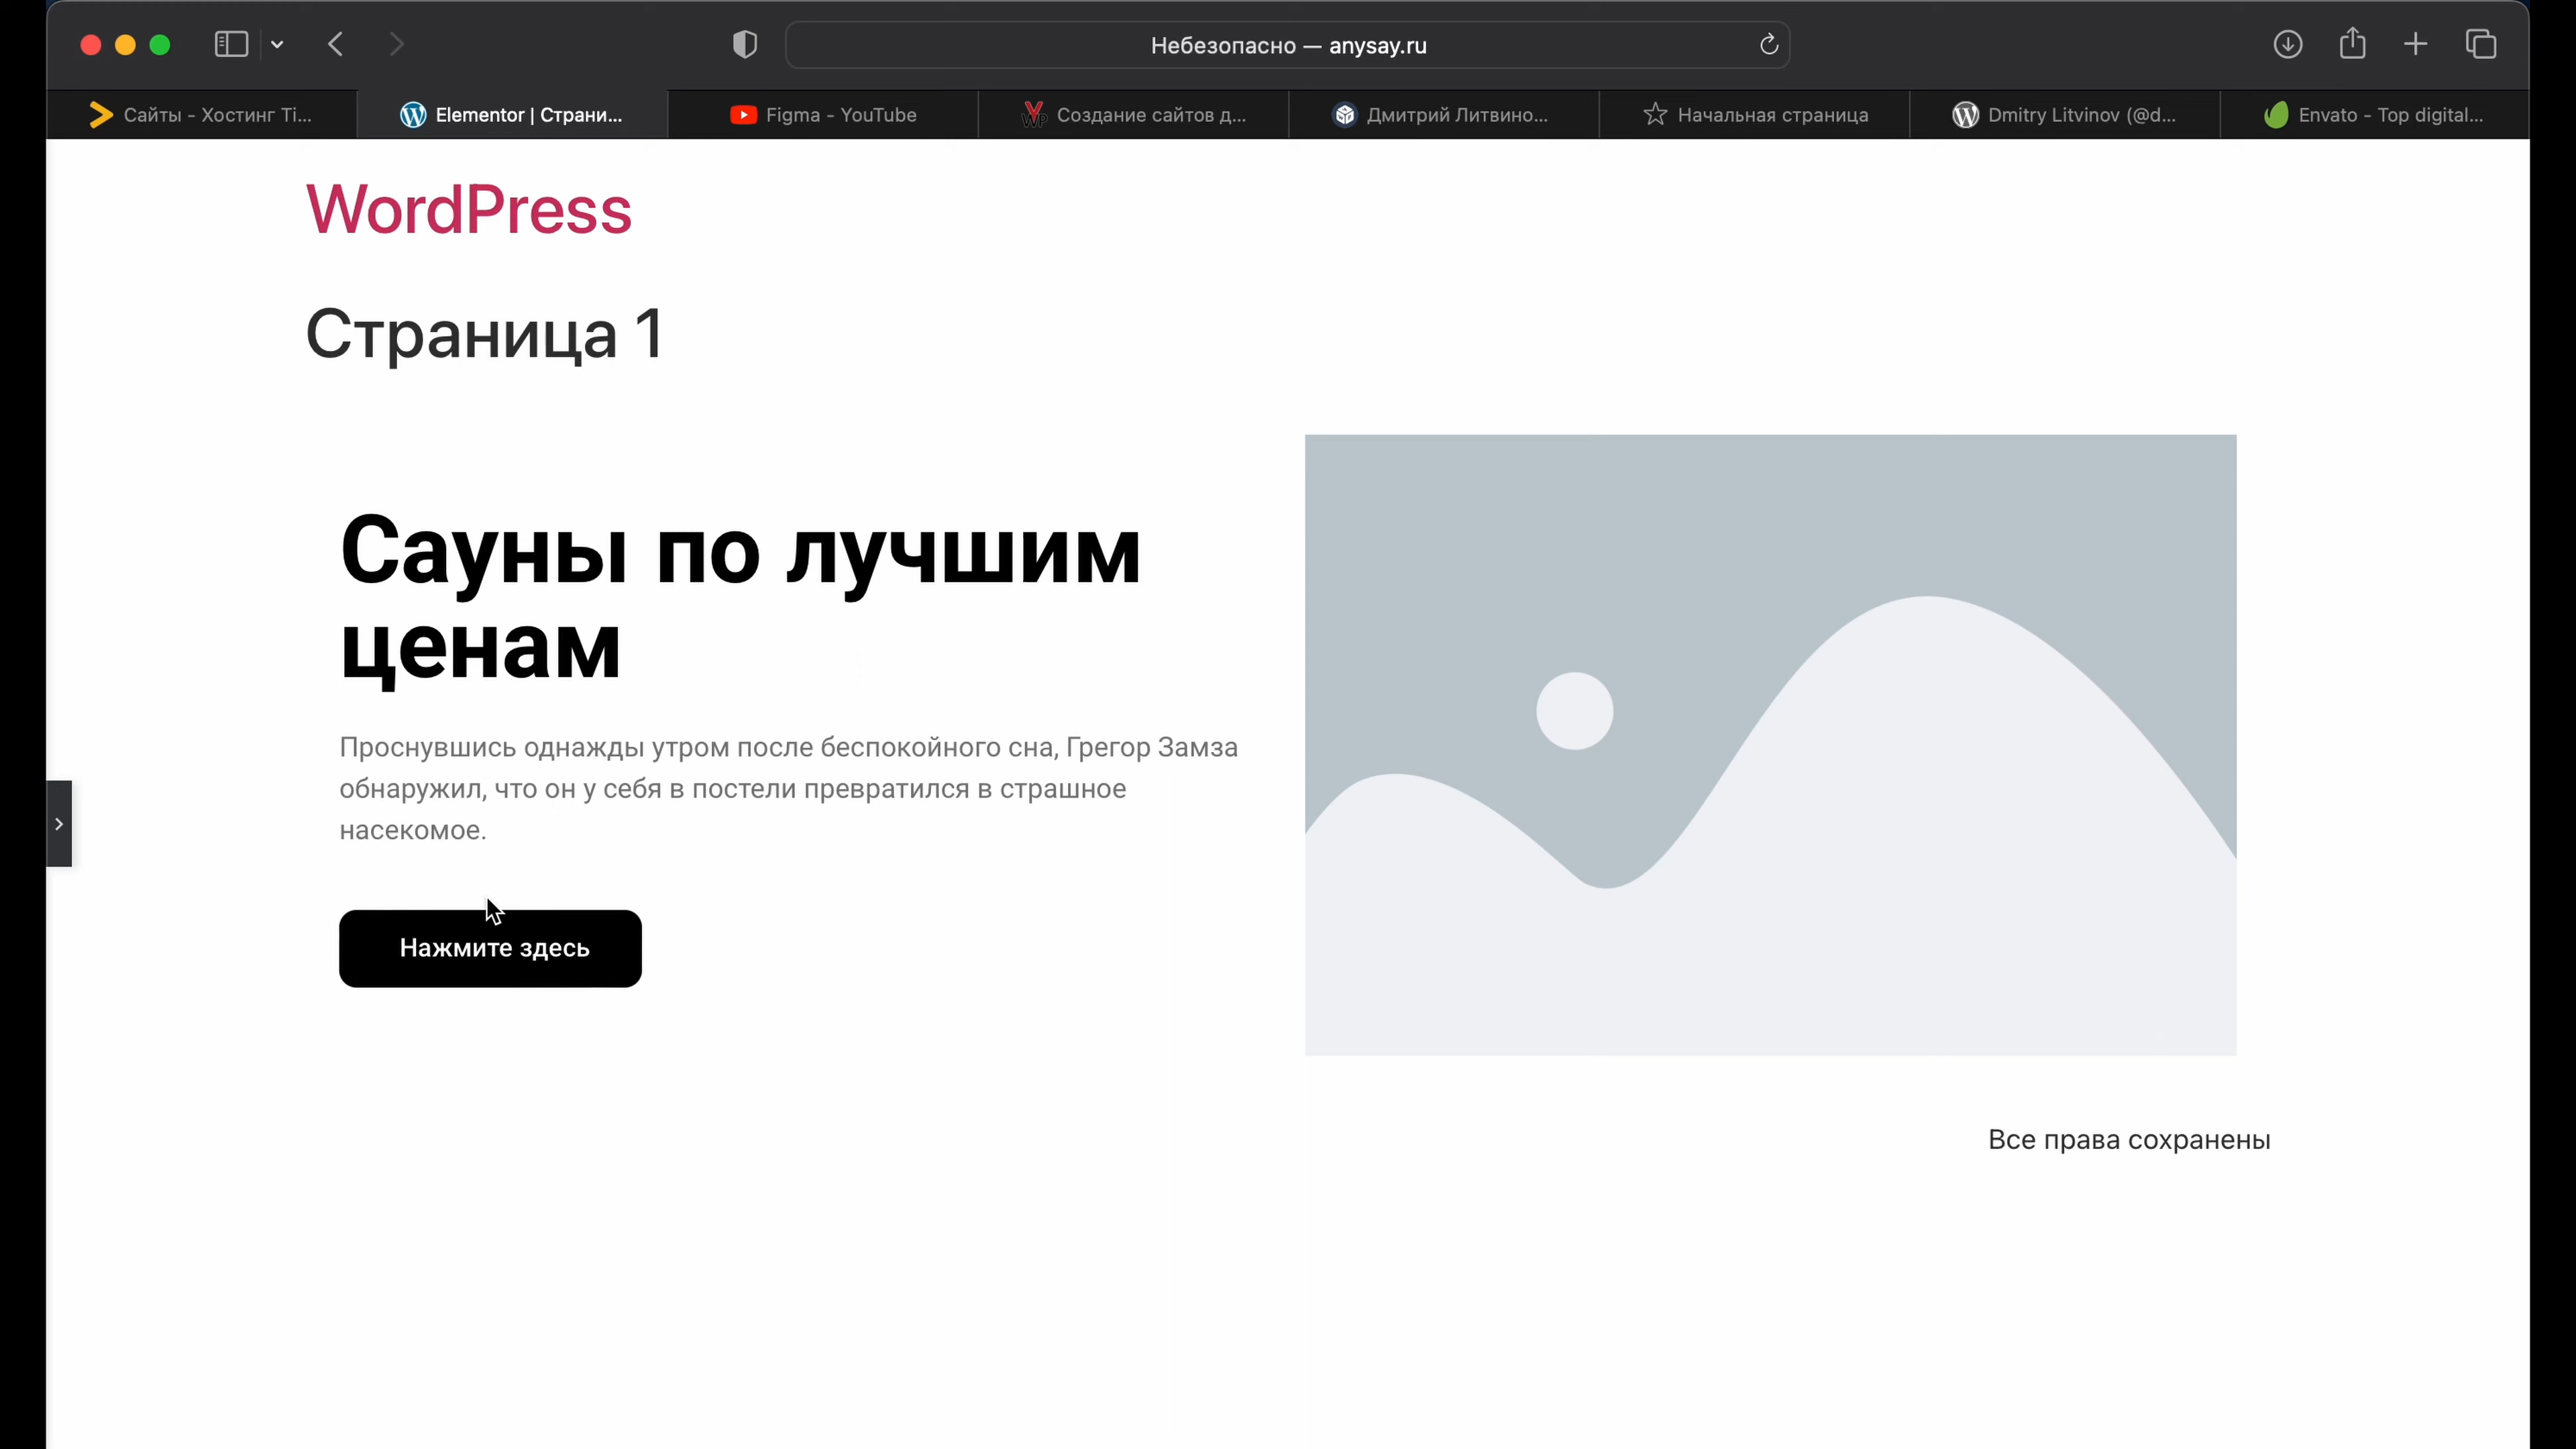 Небезопасно — anysay.ru
Сайты - Хостинг Ti...
Elementor | Страни...
Figma - YouTube
Создание сайтов д...
Дмитрий Литвино...
Начальная страница
Dmitry Litvinov (@d...
Envato - Top digital...
WordPress
Страница 1
Сауны по лучшим
ценам
Проснувшись однажды утром после беспокойного сна, Грегор Замза
обнаружил, что он у себя в постели превратился в страшное
насекомое.
Нажмите здесь
Все права сохранены